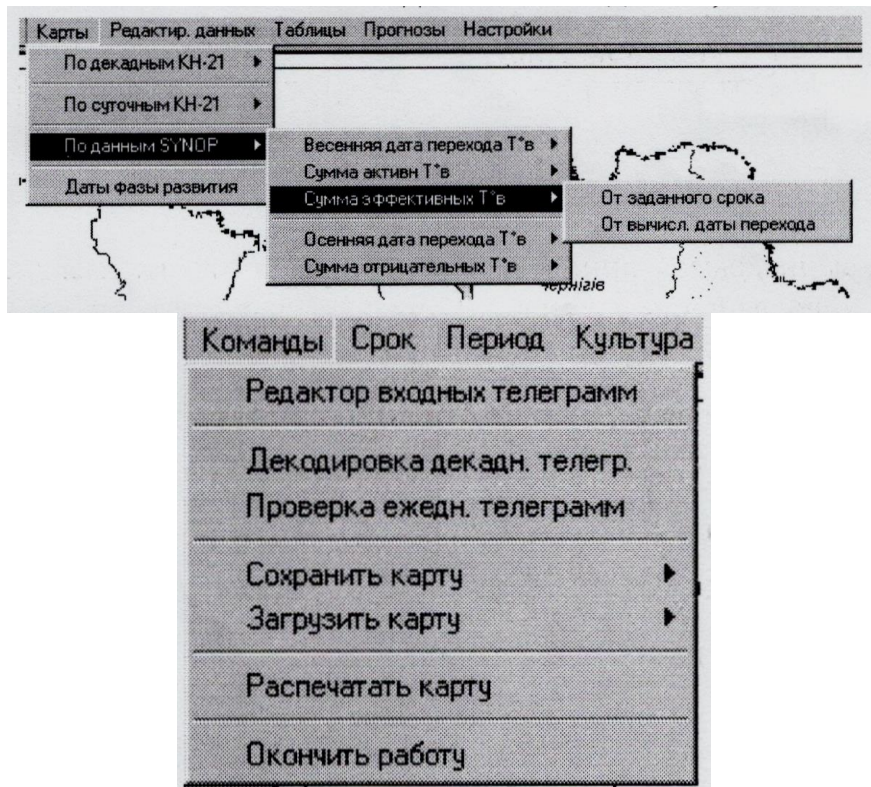 Карты Редактир. данных Таблицы Прогнозы Настройки
По декадным КН-21
По суточным КН-21
По данным SYNOP
Даты фазы развития
Весенняя дата перехода Т°в
Сумма активн Т°в
Сумма эффективных Т°в
Осенняя дата перехода Т°в
Сумма отрицательных Т°в
От заданного срока
От вычисл. даты перехода
Чернігів
Команды Срок Период Культура
Редактор входных телеграмм
Декодировка декадн. телегр.
Проверка ежедн. телеграмм
Сохранить карту
Загрузить карту
Распечатать карту
Окончить работу